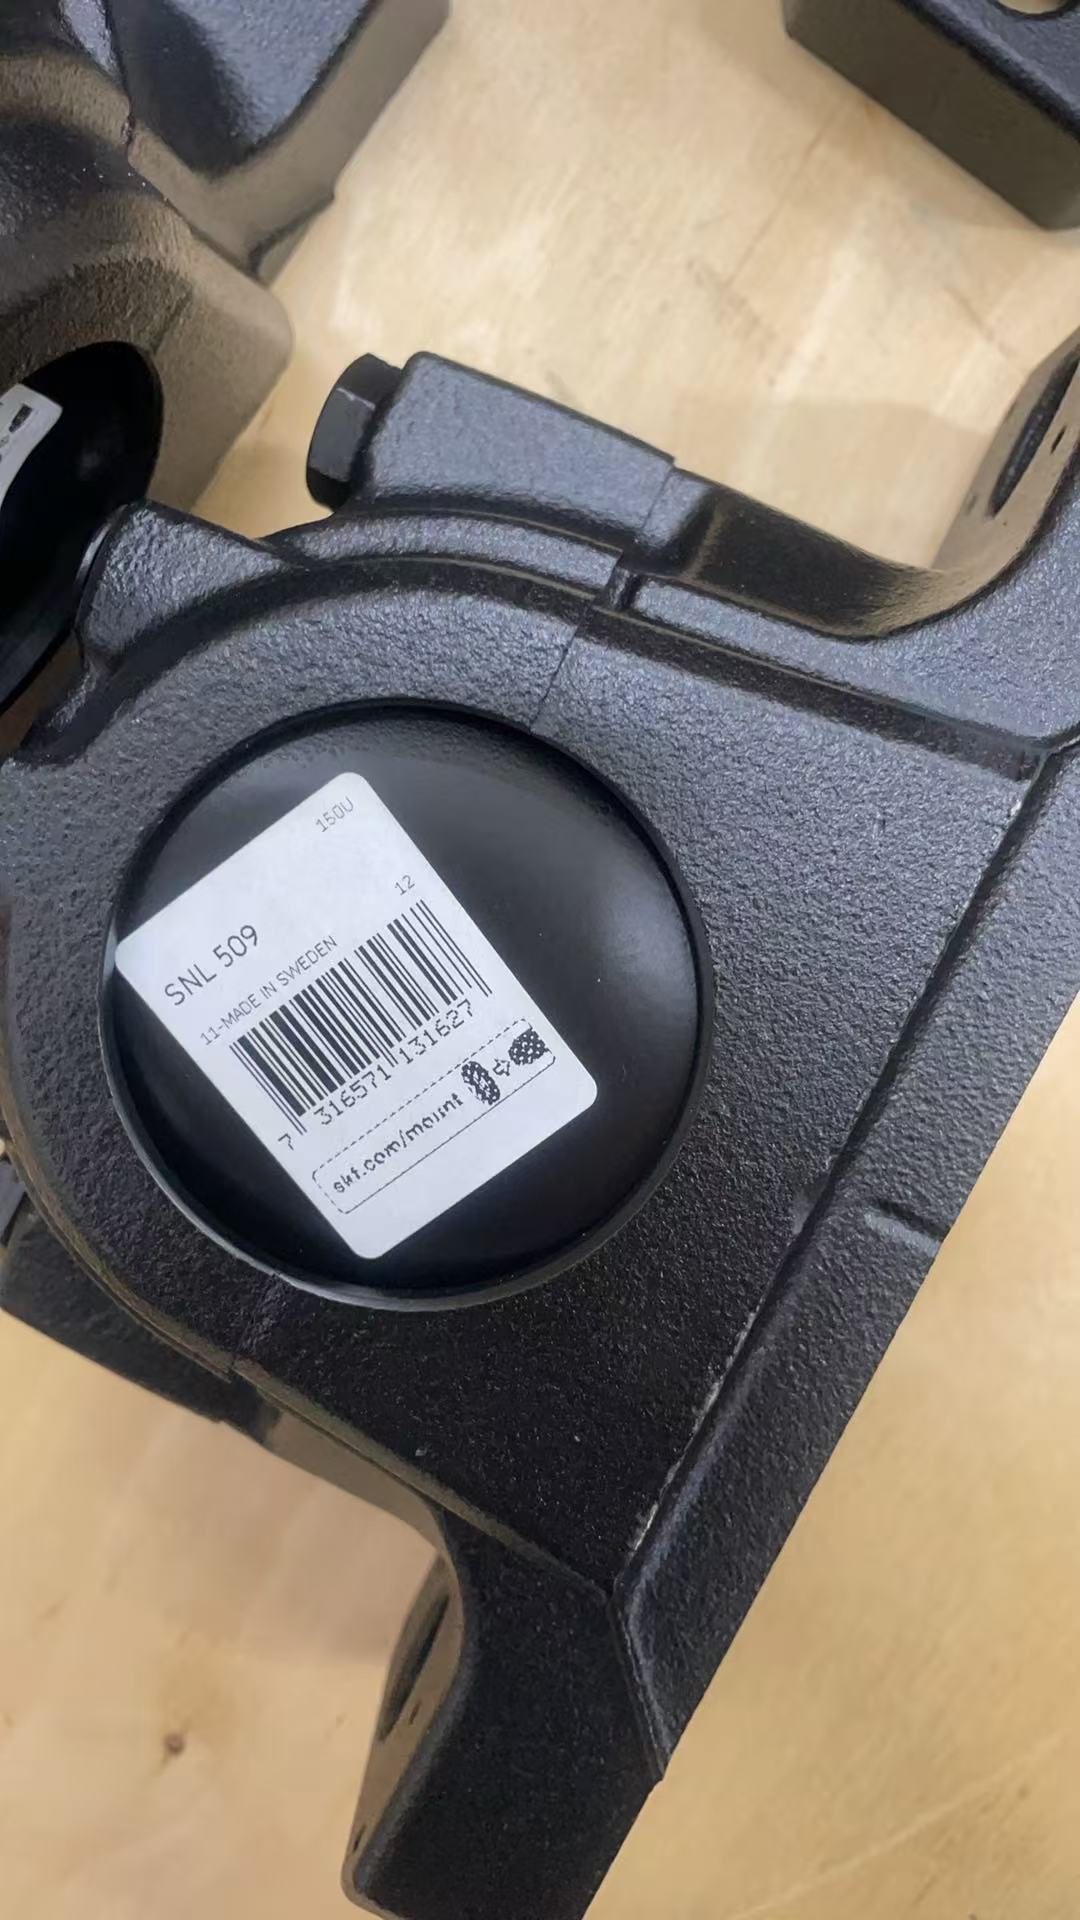 150U
12
SNL 509
11-MADE IN SWEDEN
7 316571 131627
skf.com/mount